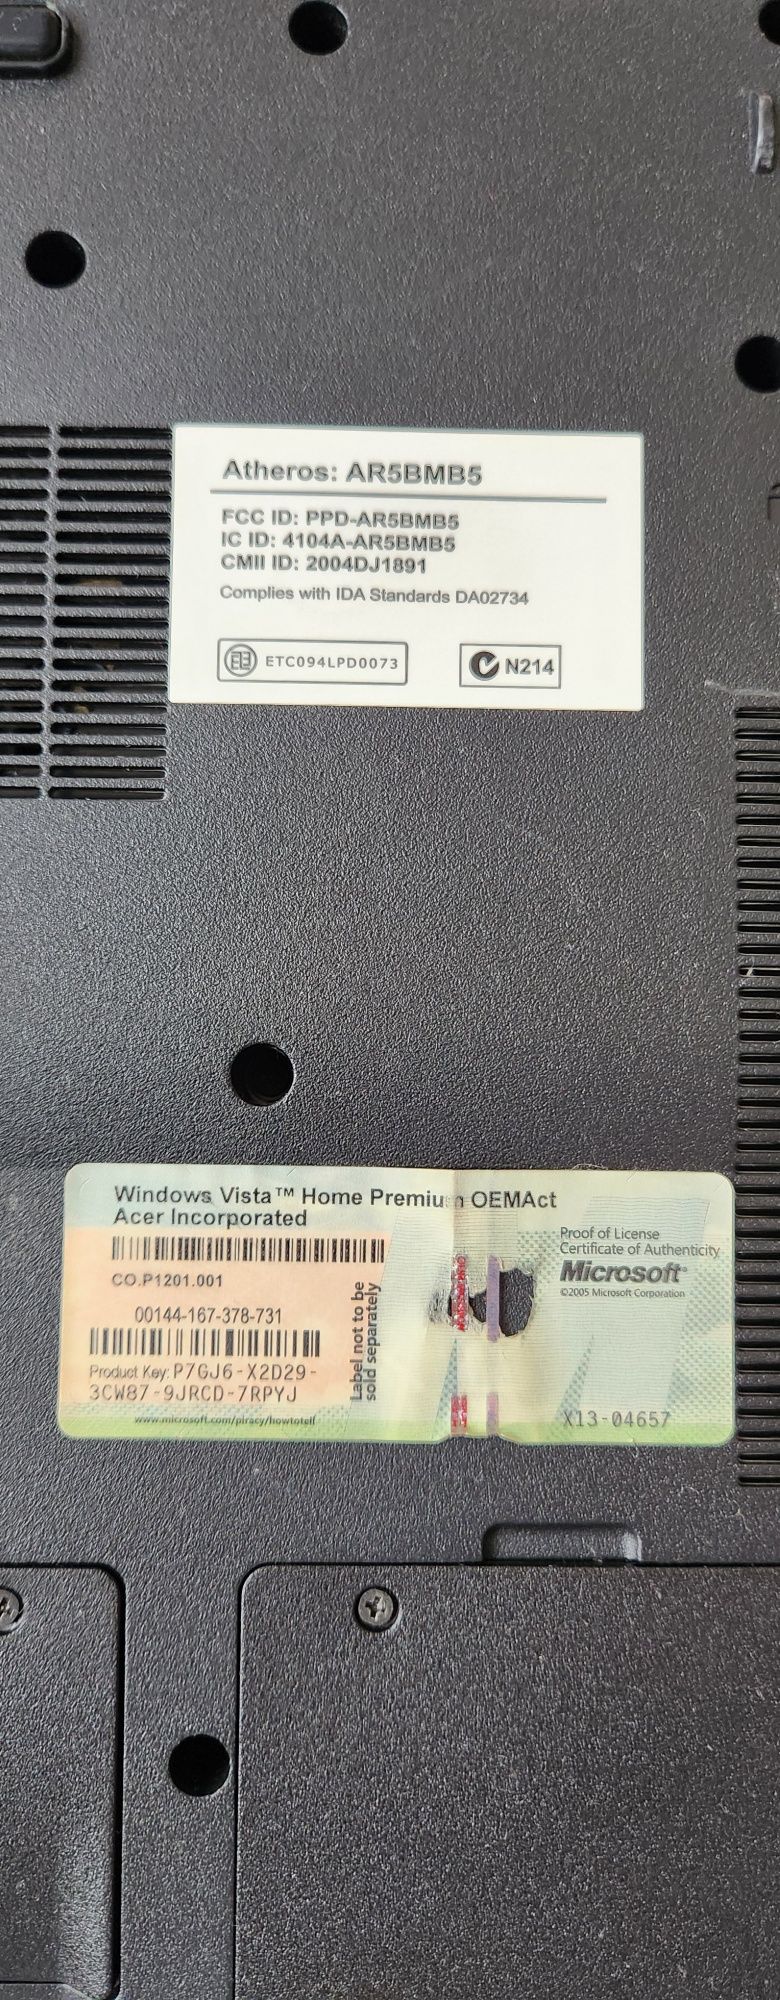 Atheros: AR5BMB5
FCC ID: PPD-AR5BMB5
IC ID: 4104A-AR5BMB5
CMII ID: 2004DJ1891
Complies with IDA Standards DA02734
ETC094LPD0073
N214
Windows Vista™ Home Premium OEMAct
Acer Incorporated
CO.P1201.001
00144-167-378-731
Product Key: P7GJ6-X2D29-
3CW87-9JRCD-7RPYJ
www.microsoft.com/piracy/howtotell
Label not to be
sold separately
Proof of License
Certificate of Authenticity
Microsoft®
©2005 Microsoft Corporation
X13-04657